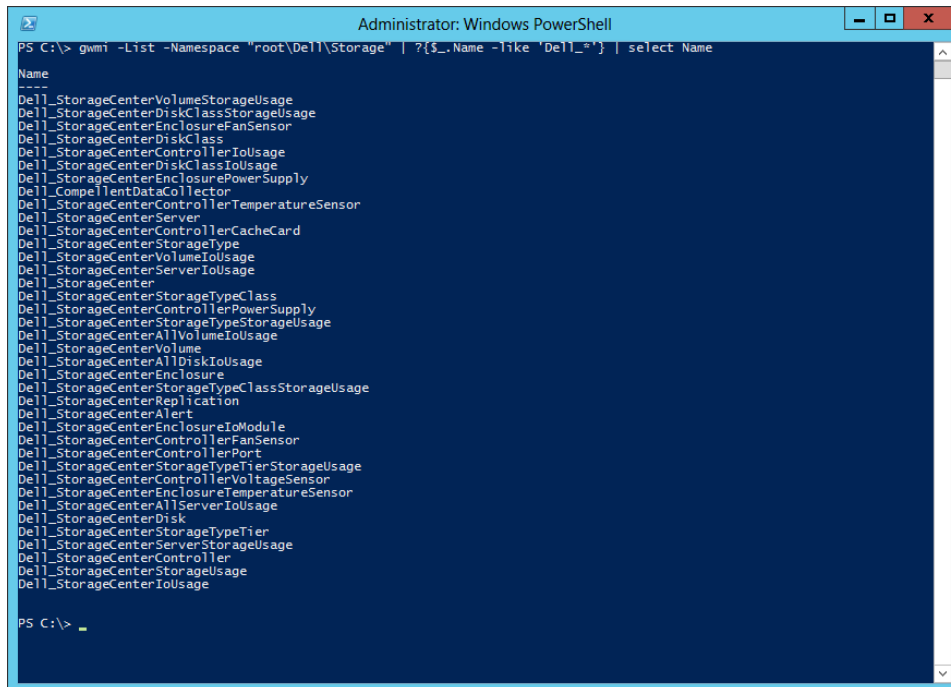 Administrator: Windows PowerShell
PS C:\> gwmi -List -Namespace "root\Dell\Storage" | ?{$_.Name -like 'Dell_*'} | select Name
Name
----
Dell_StorageCenterVolumeStorageUsage
Dell_StorageCenterDiskClassStorageUsage
Dell_StorageCenterEnclosureFanSensor
Dell_StorageCenterDiskClass
Dell_StorageCenterControllerIoUsage
Dell_StorageCenterDiskClassIoUsage
Dell_StorageCenterEnclosurePowerSupply
Dell_CompellentDataCollector
Dell_StorageCenterControllerTemperatureSensor
Dell_StorageCenterServer
Dell_StorageCenterControllerCacheCard
Dell_StorageCenterStorageType
Dell_StorageCenterVolumeIoUsage
Dell_StorageCenterServerIoUsage
Dell_StorageCenter
Dell_StorageCenterStorageTypeClass
Dell_StorageCenterControllerPowerSupply
Dell_StorageCenterStorageTypeStorageUsage
Dell_StorageCenterAllVolumeIoUsage
Dell_StorageCenterVolume
Dell_StorageCenterAllDiskIoUsage
Dell_StorageCenterEnclosure
Dell_StorageCenterStorageTypeClassStorageUsage
Dell_StorageCenterReplication
Dell_StorageCenterAlert
Dell_StorageCenterEnclosureIoModule
Dell_StorageCenterControllerFanSensor
Dell_StorageCenterControllerPort
Dell_StorageCenterStorageTypeTierStorageUsage
Dell_StorageCenterControllerVoltageSensor
Dell_StorageCenterEnclosureTemperatureSensor
Dell_StorageCenterAllServerIoUsage
Dell_StorageCenterDisk
Dell_StorageCenterStorageTypeTier
Dell_StorageCenterServerStorageUsage
Dell_StorageCenterController
Dell_StorageCenterStorageUsage
Dell_StorageCenterIoUsage
PS C:\> _